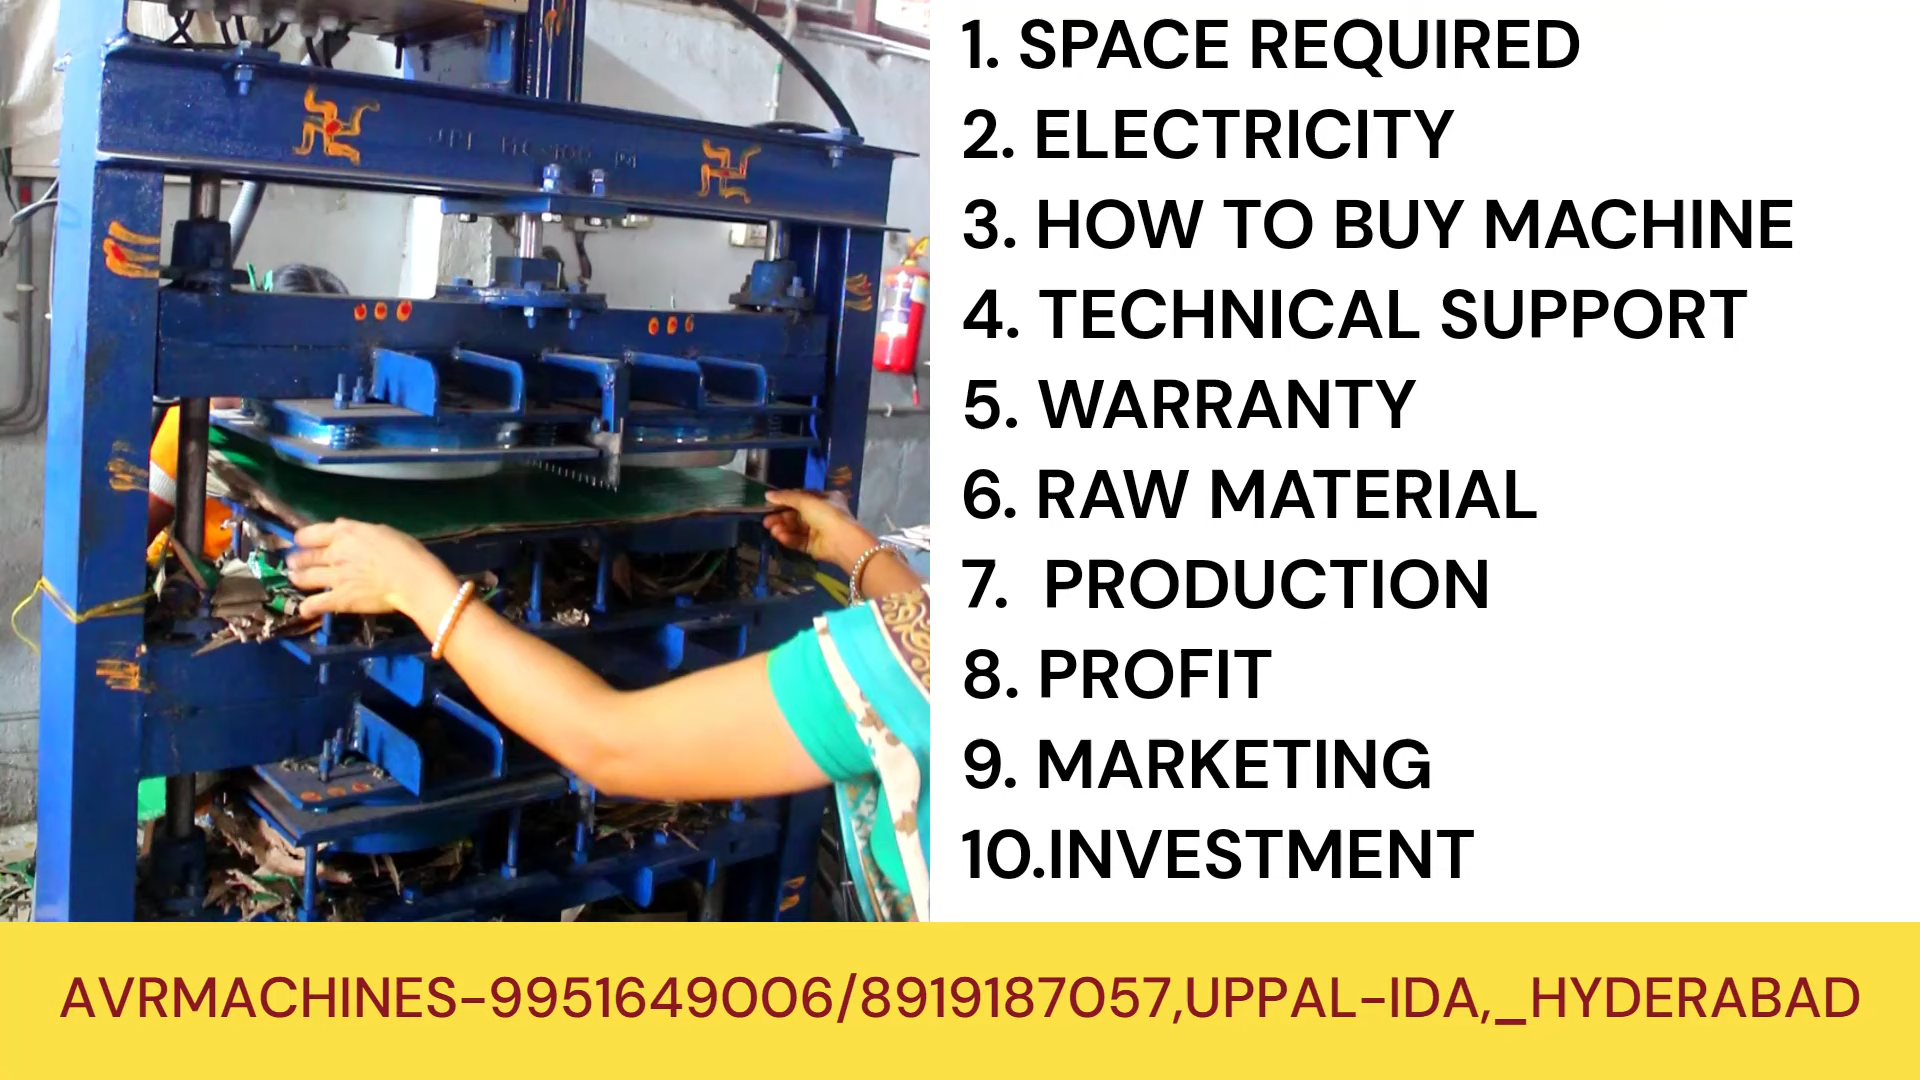 1. SPACE REQUIRED
2. ELECTRICITY
3. HOW TO BUY MACHINE
4. TECHNICAL SUPPORT
5. WARRANTY
6. RAW MATERIAL
7. PRODUCTION
8. PROFIT
9. MARKETING
10.INVESTMENT
AVRMACHINES-9951649006/8919187057,UPPAL-IDA,_HYDERABAD